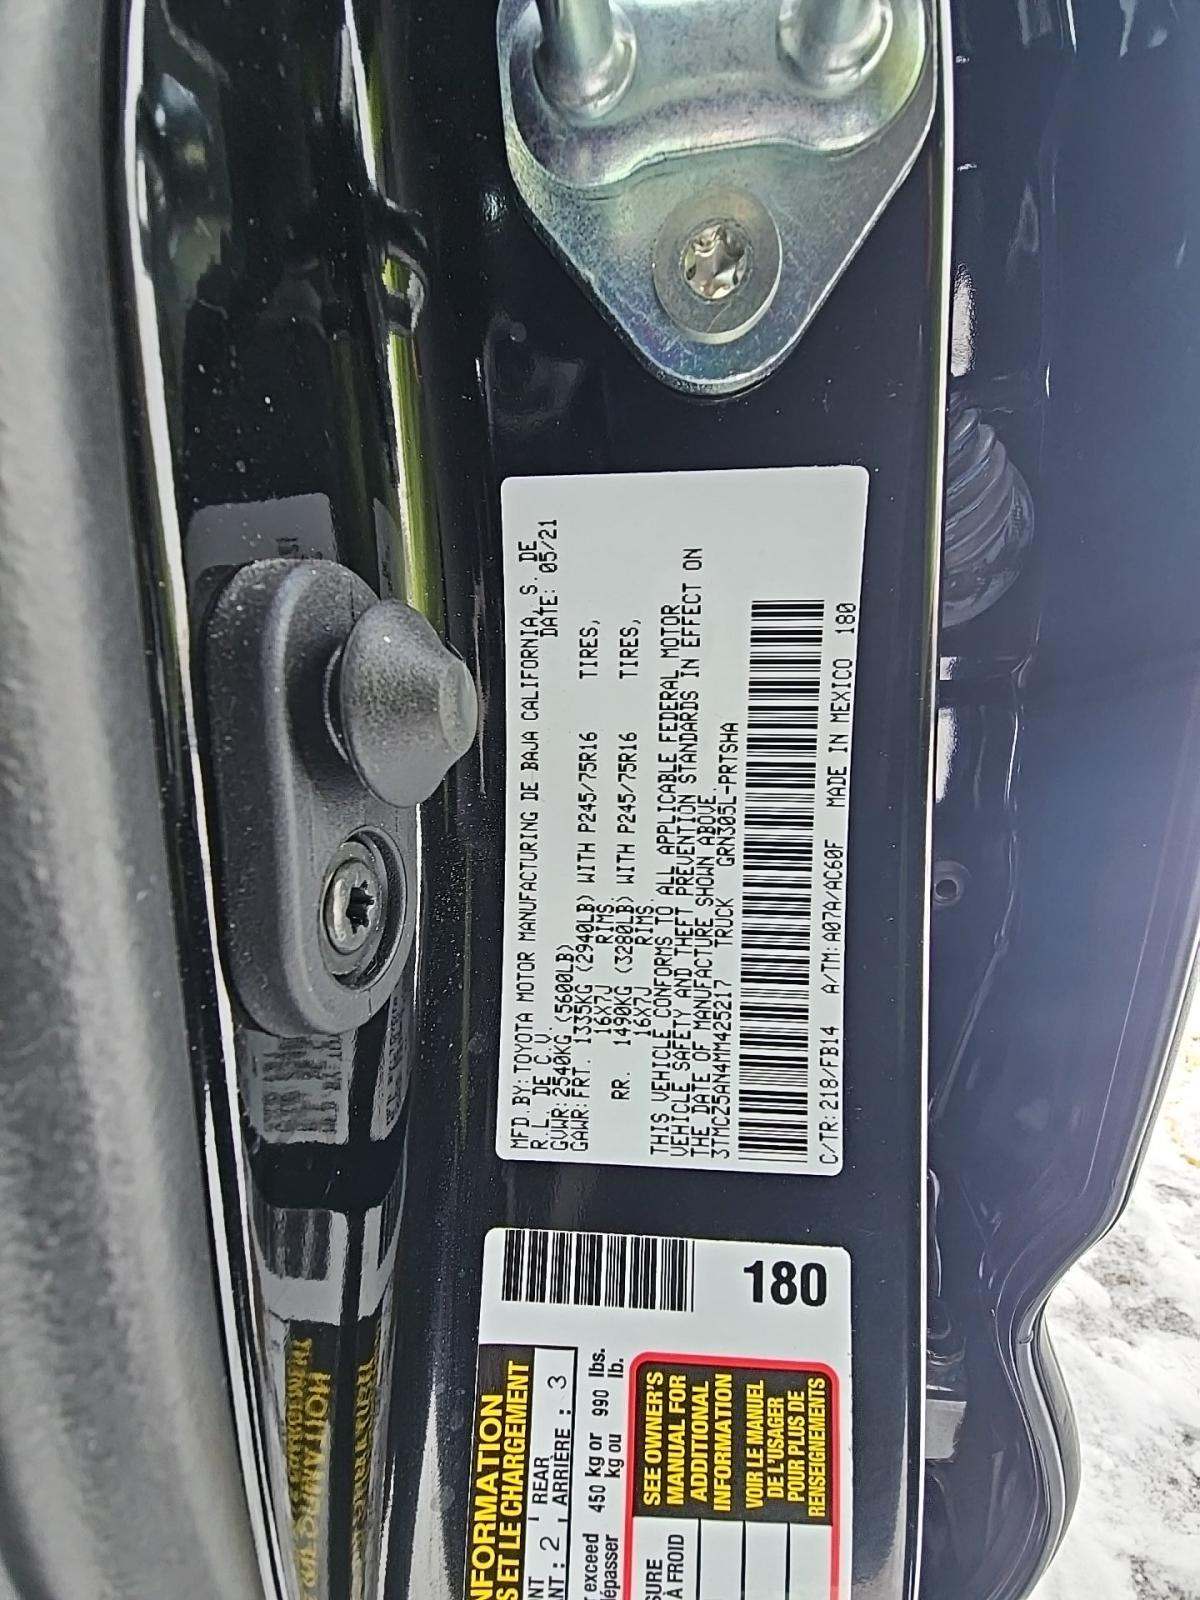 MFD.BY: TOYOTA MOTOR MANUFACTURING DE BAJA CALIFORNIA, S. DE
R.L. DE C.V. DATE: 05/21
GVWR: 2540KG (5600LB)
GAWR: FRT. 1335KG (2940LB) WITH P245/75R16 TIRES,
16X7J RIMS,
RR. 1490KG (3280LB) WITH P245/75R16 TIRES,
16X7J RIMS.
THIS VEHICLE CONFORMS TO ALL APPLICABLE FEDERAL MOTOR
VEHICLE SAFETY AND THEFT PREVENTION STANDARDS IN EFFECT ON
THE DATE OF MANUFACTURE SHOWN ABOVE.
3TMCZ5AN4MM425217 TRUCK GRN305L-PRTSHA
C/TR: 218/FB14 A/TM: A07A/AC60F MADE IN MEXICO 180
180
NFORMATION
S ET LE CHARGEMENT
NT 2 REAR 3
ANT : , ARRIÈRE :
exceed 450 kg or 990 lbs.
dépasser kg ou lb.
SURE
À FROID
SEE OWNER'S
MANUAL FOR
ADDITIONAL
INFORMATION
VOIR LE MANUEL
DE L'USAGER
POUR PLUS DE
RENSEIGNEMENTS